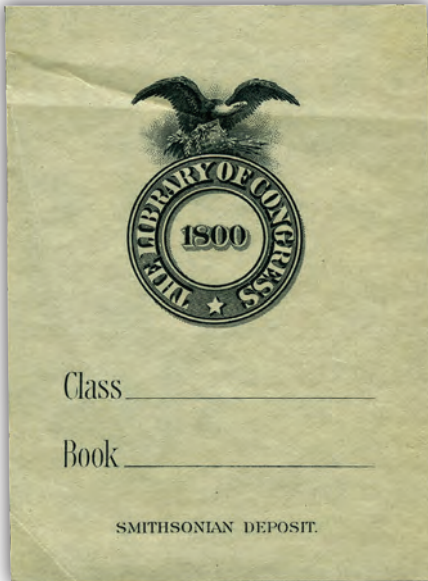 THE LIBRARY OF CONGRESS
1800
Class
Book
SMITHSONIAN DEPOSIT.